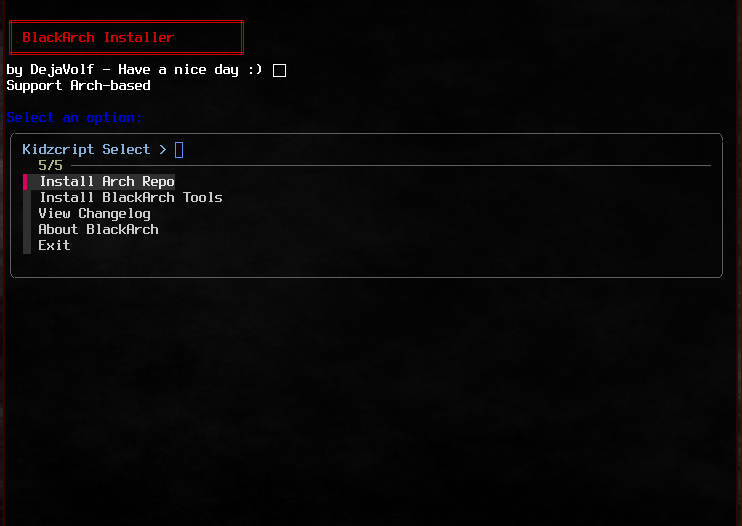 BlackArch Installer
by DejaVolf - Have a nice day :) □
Support Arch-based
Select an option:
Kidzcript Select >
5/5
Install Arch Repo
Install BlackArch Tools
View Changelog
About BlackArch
Exit